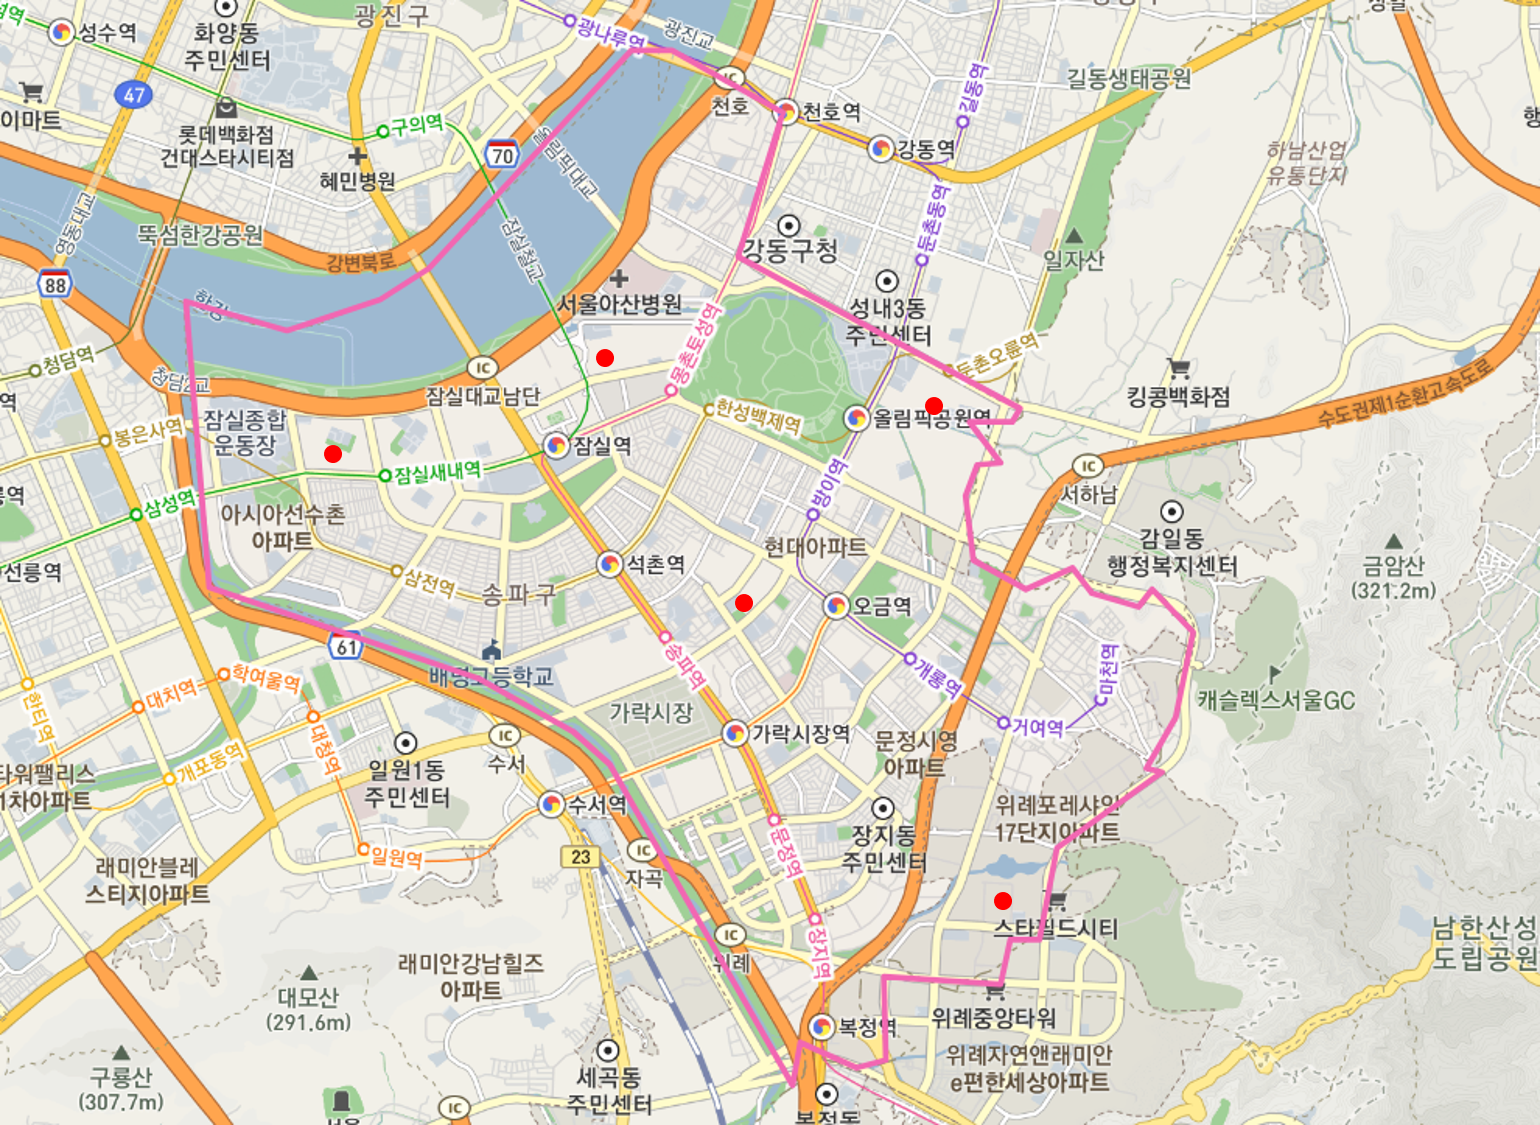 성수역
화양동
주민센터
광진구
광나루역
광진교
길동생태공원
47
이마트
롯데백화점
건대스타시티점
구의역
70
혜민병원
올림픽대교
IC
천호
천호역
강동역
길동역
하남산업
유통단지
영동대교
뚝섬한강공원
강변북로
잠실철교
강동구청
둔촌동역
일자산
88
한강
서울아산병원
성내3동
주민센터
몽촌토성역
둔촌오륜역
청담역
청담2교
IC
잠실대교남단
킹콩백화점
수도권제1순환고속도로
봉은사역
잠실종합
운동장
한성백제역
올림픽공원역
잠실역
잠실새내역
IC
서하남
삼성역
방이역
아시아선수촌
아파트
현대아파트
감일동
행정복지센터
금암산
(321.2m)
선릉역
삼전역
송파구
석촌역
오금역
61
배명고등학교
송파역
개롱역
마천역
캐슬렉스서울GC
한티역
대치역
학여울역
대청역
가락시장
가락시장역
거여역
문정시영
아파트
개포동역
일원1동
주민센터
IC
수서
타워팰리스
1차아파트
수서역
위례포레샤인
17단지아파트
문정역
장지동
주민센터
래미안블레
스티지아파트
일원역
23
IC
자곡
스타필드시티
장지역
남한산성
도립공원
래미안강남힐즈
아파트
IC
위례
대모산
(291.6m)
복정역
위례중앙타워
구룡산
(307.7m)
세곡동
주민센터
위례자연앤래미안
e편한세상아파트
IC
복정동
서울